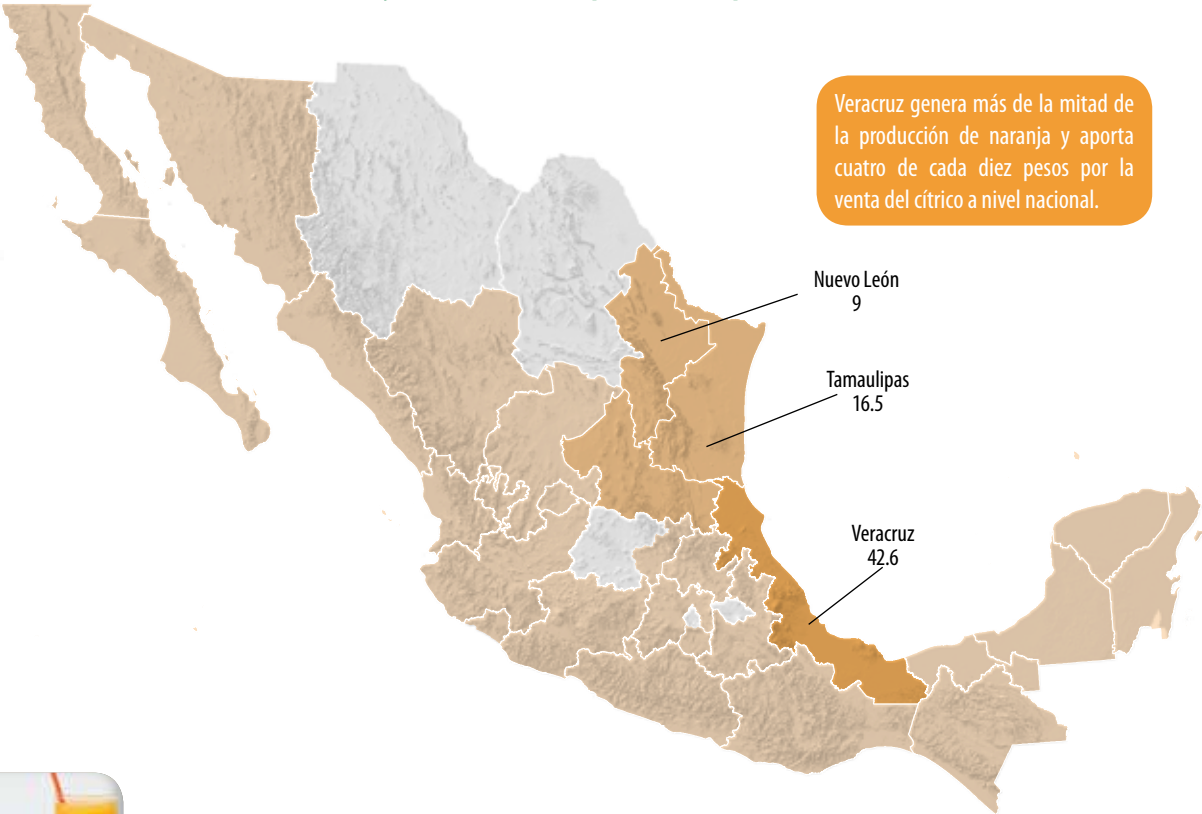 Veracruz genera más de la mitad de
la producción de naranja y aporta
cuatro de cada diez pesos por la
venta del cítrico a nivel nacional.
Nuevo León
9
Tamaulipas
16.5
Veracruz
42.6